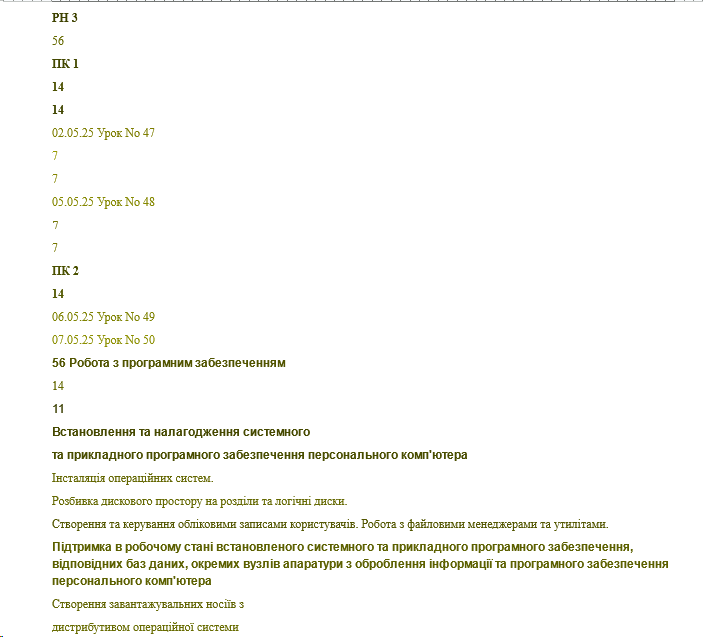 РН 3
56
ПК 1
14
14
02.05.25 Урок No 47
7
7
05.05.25 Урок No 48
7
7
ПК 2
14
06.05.25 Урок No 49
07.05.25 Урок No 50
56 Робота з програмним забезпеченням
14
11
Встановлення та налагодження системного
та прикладного програмного забезпечення персонального комп'ютера
Інсталяція операційних систем.
Розбивка дискового простору на розділи та логічні диски.
Створення та керування обліковими записами користувачів. Робота з файловими менеджерами та утилітами.
Підтримка в робочому стані встановленого системного та прикладного програмного забезпечення,
відповідних баз даних, окремих вузлів апаратури з оброблення інформації та програмного забезпечення
персонального комп'ютера
Створення завантажувальних носіїв з
дистрибутивом операційної системи